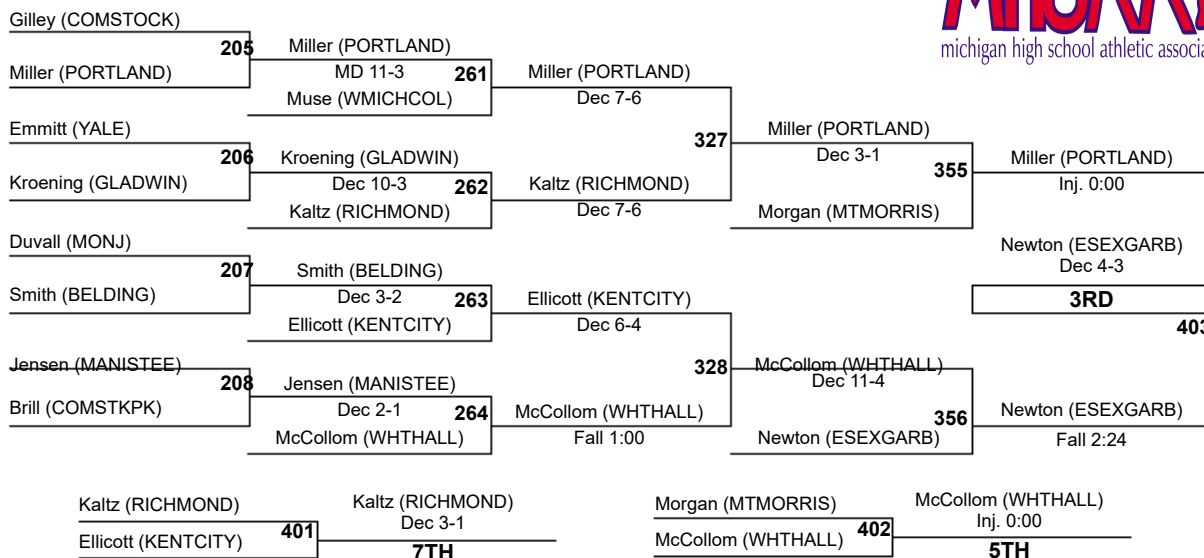 Gilley (COMSTOCK)
205
Miller (PORTLAND)
Miller (PORTLAND)
MD 11-3
261
Muse (WMICHCOL)
Miller (PORTLAND)
Dec 7-6
michigan high school athletic
Emmitt (YALE)
206
Kroening (GLADWIN)
Kroening (GLADWIN)
Dec 10-3
262
Kaltz (RICHMOND)
Kaltz (RICHMOND)
Dec 7-6
327
Miller (PORTLAND)
Dec 3-1
355
Morgan (MTMORRIS)
Miller (PORTLAND)
Inj. 0:00
Duvall (MONJ)
207
Smith (BELDING)
Smith (BELDING)
Dec 3-2
263
Ellicott (KENTCITY)
Ellicott (KENTCITY)
Dec 6-4
Newton (ESEXGARB)
Dec 4-3
3RD
403
Jensen (MANISTEE)
208
Brill (COMSTKPK)
Jensen (MANISTEE)
Dec 2-1
264
McCollom (WHTHALL)
McCollom (WHTHALL)
Fall 1:00
328
McCollom (WHTHALL)
Dec 11-4
356
Newton (ESEXGARB)
Newton (ESEXGARB)
Fall 2:24
Kaltz (RICHMOND)
401
Ellicott (KENTCITY)
Kaltz (RICHMOND)
Dec 3-1
7TH
Morgan (MTMORRIS)
402
McCollom (WHTHALL)
McCollom (WHTHALL)
Inj. 0:00
5TH